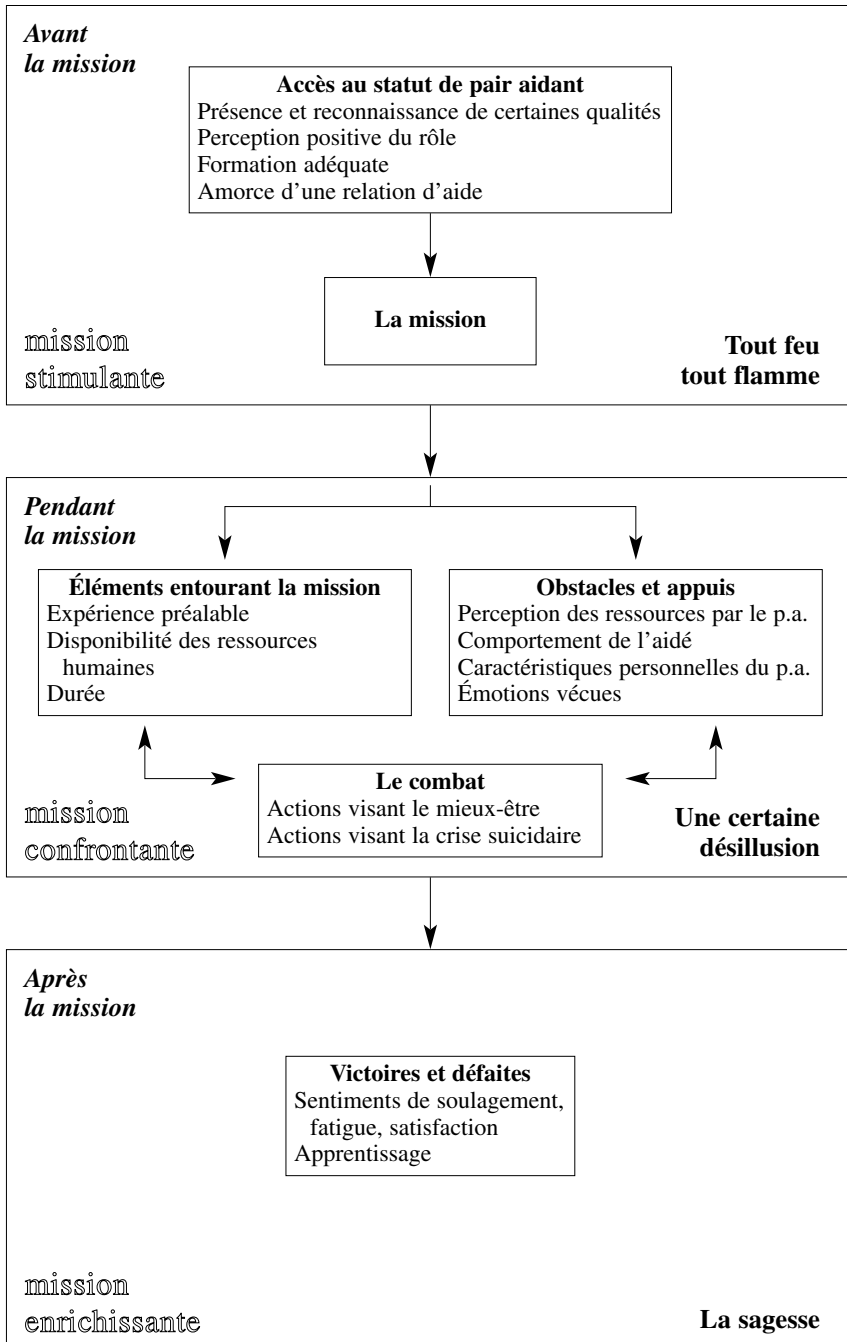 Avant
la mission
Accès au statut de pair aidant
Présence et reconnaissance de certaines qualités
Perception positive du rôle
Formation adéquate
Amorce d’une relation d’aide
La mission
mission
stimulante
Tout feu
tout flamme
Pendant
la mission
Éléments entourant la mission
Expérience préalable
Disponibilité des ressources
humaines
Durée
Obstacles et appuis
Perception des ressources par le p.a.
Comportement de l’aidé
Caractéristiques personnelles du p.a.
Émotions vécues
Le combat
Actions visant le mieux-être
Actions visant la crise suicidaire
mission
confrontante
Une certaine
désillusion
Après
la mission
Victoires et défaites
Sentiments de soulagement,
fatigue, satisfaction
Apprentissage
mission
enrichissante
La sagesse